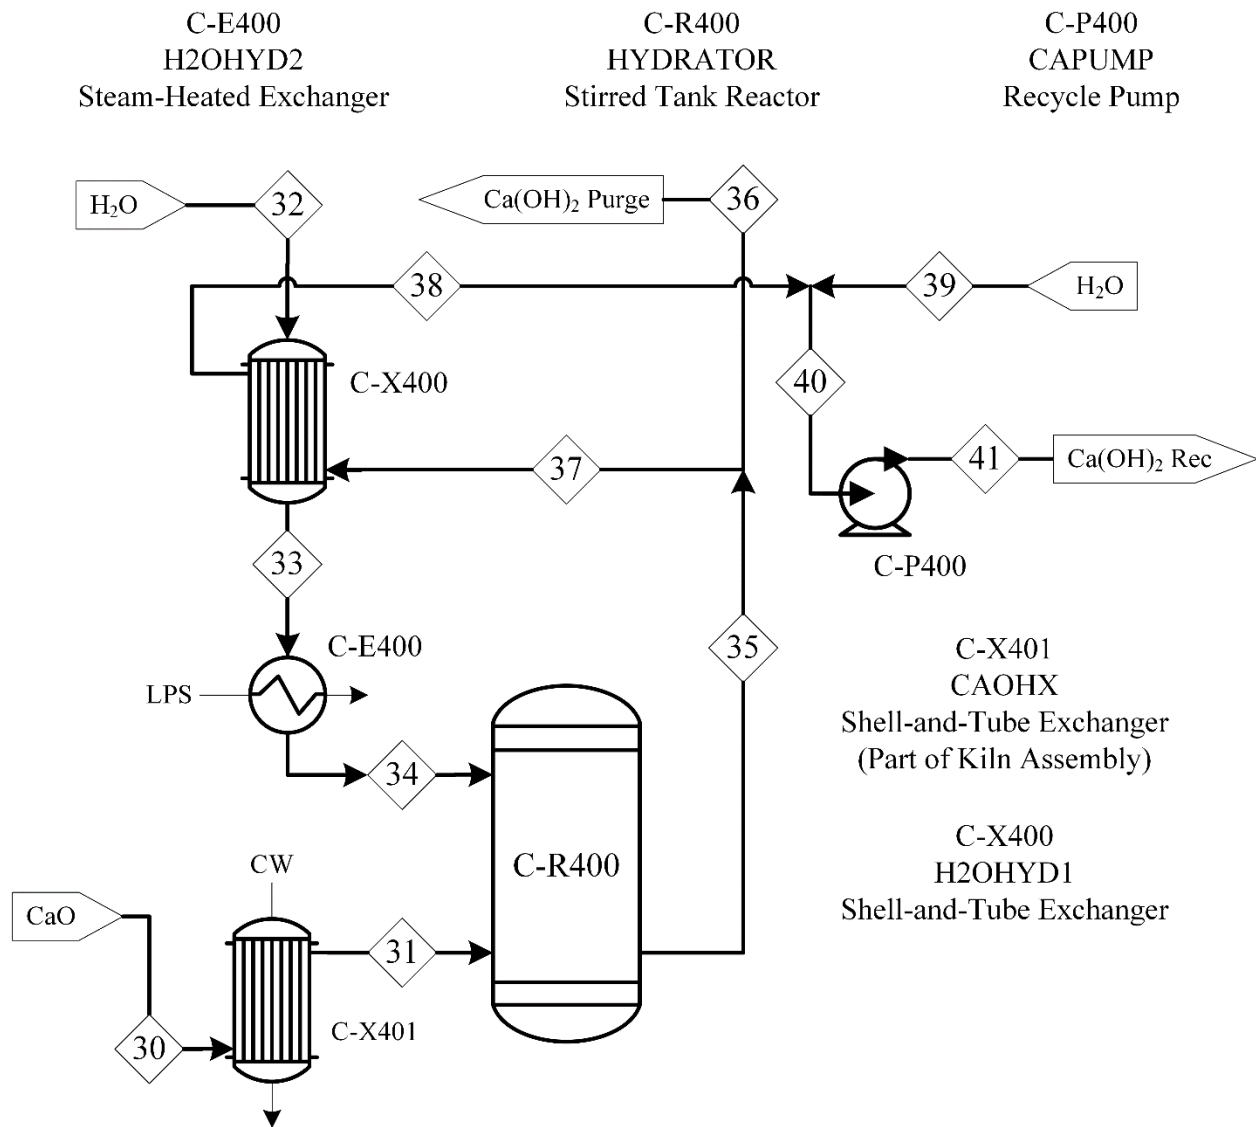 C-E400
H2OHYD2
Steam-Heated Exchanger
C-R400
HYDRATOR
Stirred Tank Reactor
C-P400
CAPUMP
Recycle Pump
H₂O
32
Ca(OH)₂ Purge
36
38
39
H₂O
C-X400
40
37
41
Ca(OH)₂ Rec
C-P400
33
C-E400
LPS
35
C-X401
CAOHX
Shell-and-Tube Exchanger
(Part of Kiln Assembly)
34
C-R400
C-X400
H2OHYD1
Shell-and-Tube Exchanger
CW
CaO
31
30
C-X401